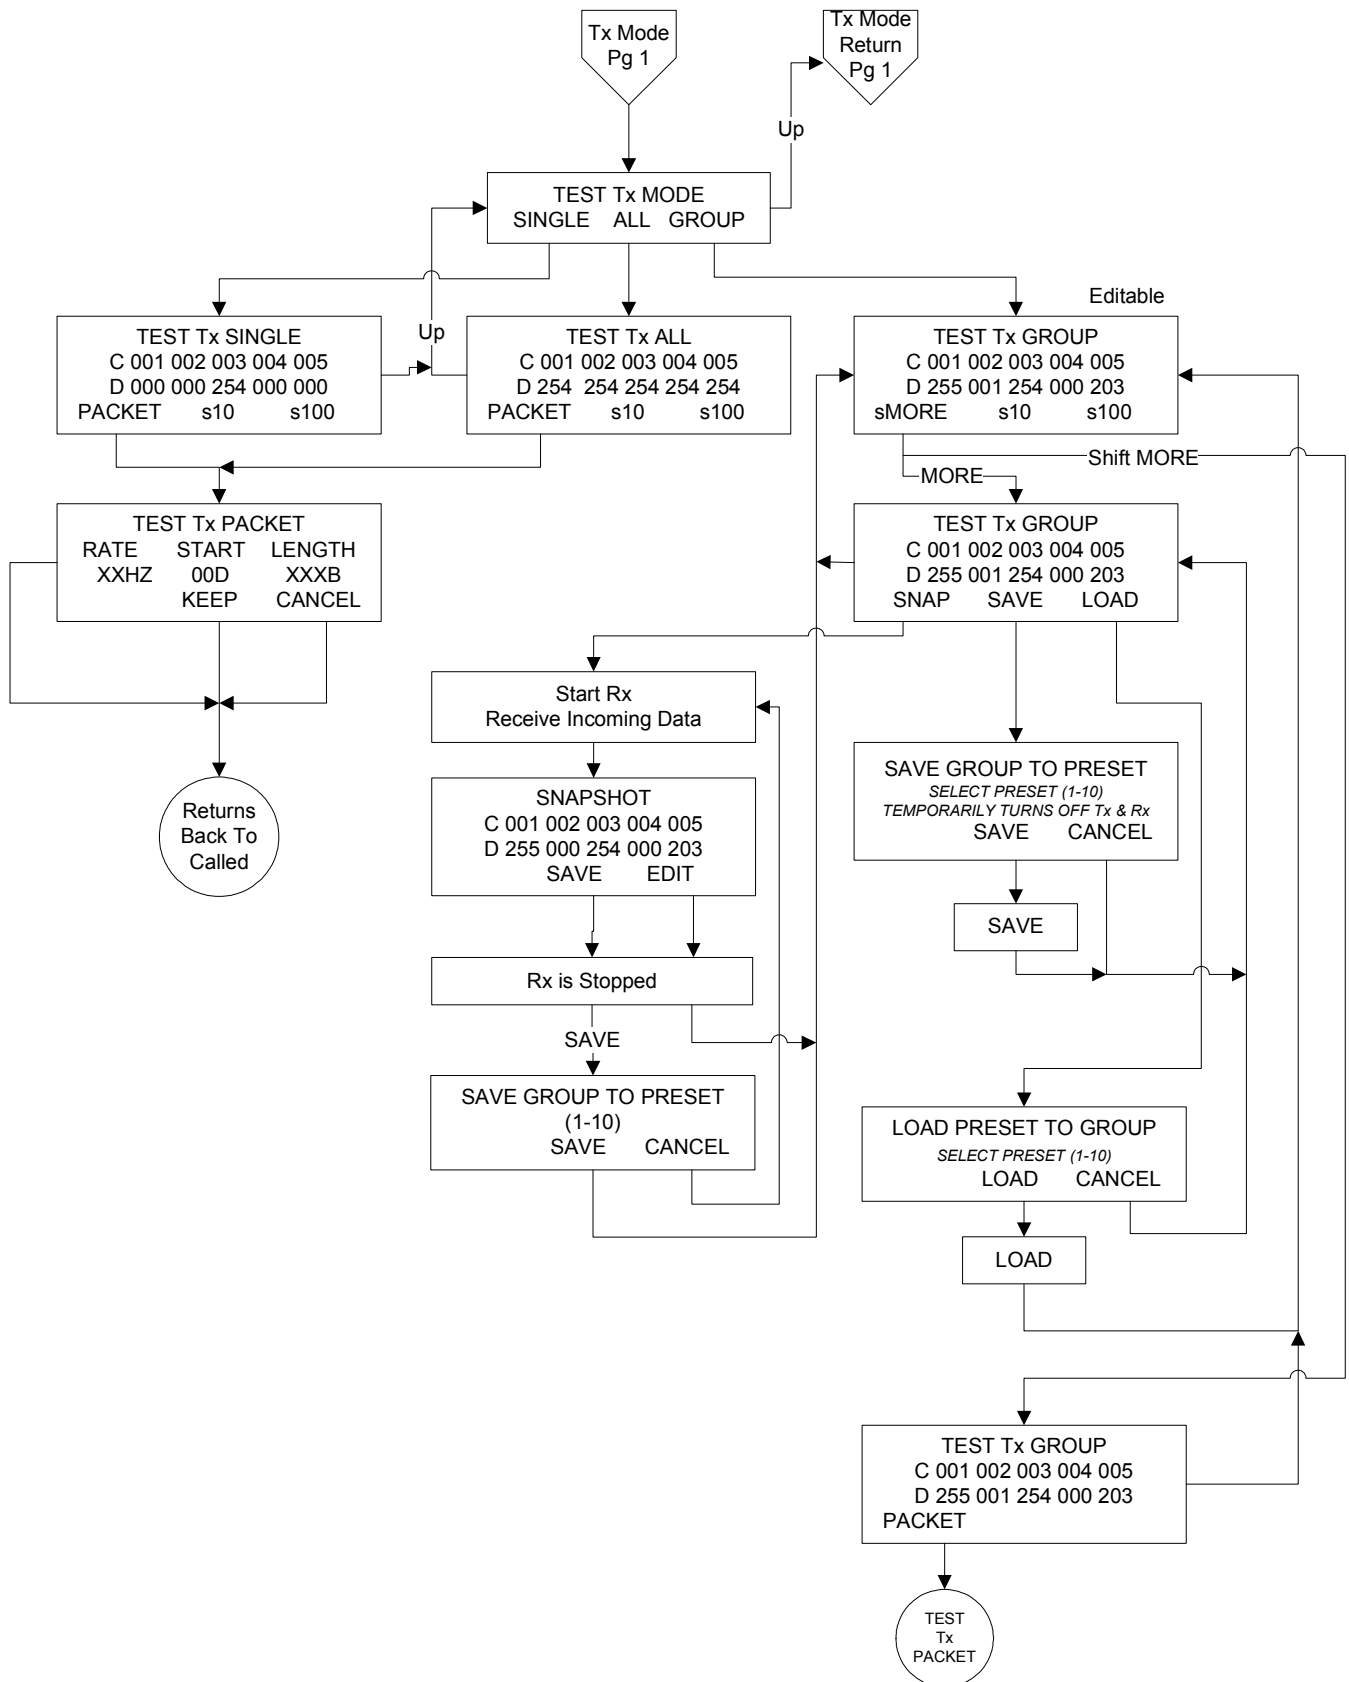 Tx Mode
Pg 1
Tx Mode
Return
Pg 1
Up
TEST Tx MODE
SINGLE ALL GROUP
Editable
TEST Tx SINGLE
C 001 002 003 004 005
D 000 000 254 000 000
PACKET s10 s100
Up
TEST Tx ALL
C 001 002 003 004 005
D 254 254 254 254 254
PACKET s10 s100
TEST Tx GROUP
C 001 002 003 004 005
D 255 001 254 000 203
sMORE s10 s100
Shift MORE
MORE
TEST Tx PACKET
RATE START LENGTH
XXHZ 00D XXXB
KEEP CANCEL
TEST Tx GROUP
C 001 002 003 004 005
D 255 001 254 000 203
SNAP SAVE LOAD
Start Rx
Receive Incoming Data
Returns
Back To
Called
SNAPSHOT
C 001 002 003 004 005
D 255 000 254 000 203
SAVE EDIT
SAVE GROUP TO PRESET
SELECT PRESET (1-10)
TEMPORARILY TURNS OFF Tx & Rx
SAVE CANCEL
SAVE
Rx is Stopped
SAVE
SAVE GROUP TO PRESET
(1-10)
SAVE CANCEL
LOAD PRESET TO GROUP
SELECT PRESET (1-10)
LOAD CANCEL
LOAD
TEST Tx GROUP
C 001 002 003 004 005
D 255 001 254 000 203
PACKET
TEST
Tx
PACKET